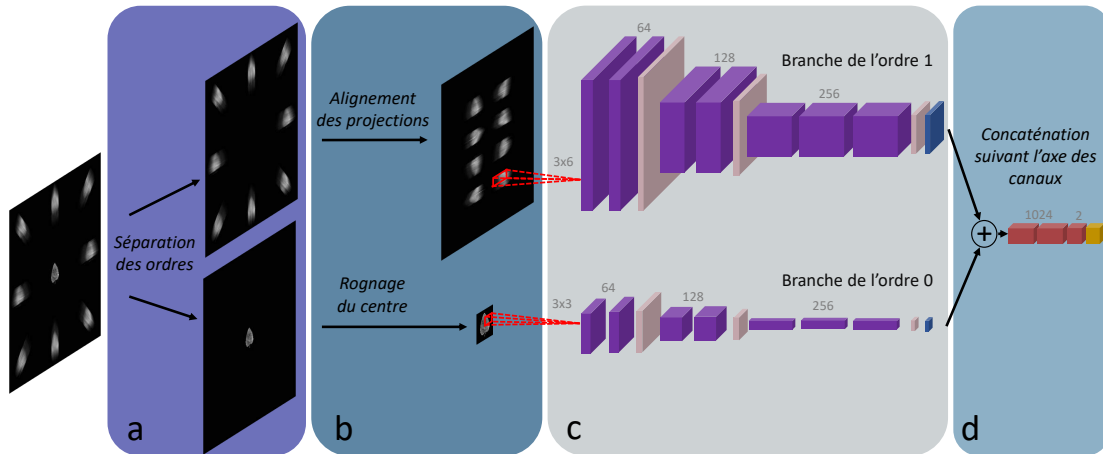 Séparation
des ordres
a
Alignement
des projections
Rognage
du centre
b
64
128
256
Branche de l'ordre 1
3x6
Branche de l'ordre 0
3x3
64
128
256
c
Concaténation
suivant l'axe des
canaux
+
1024
2
d